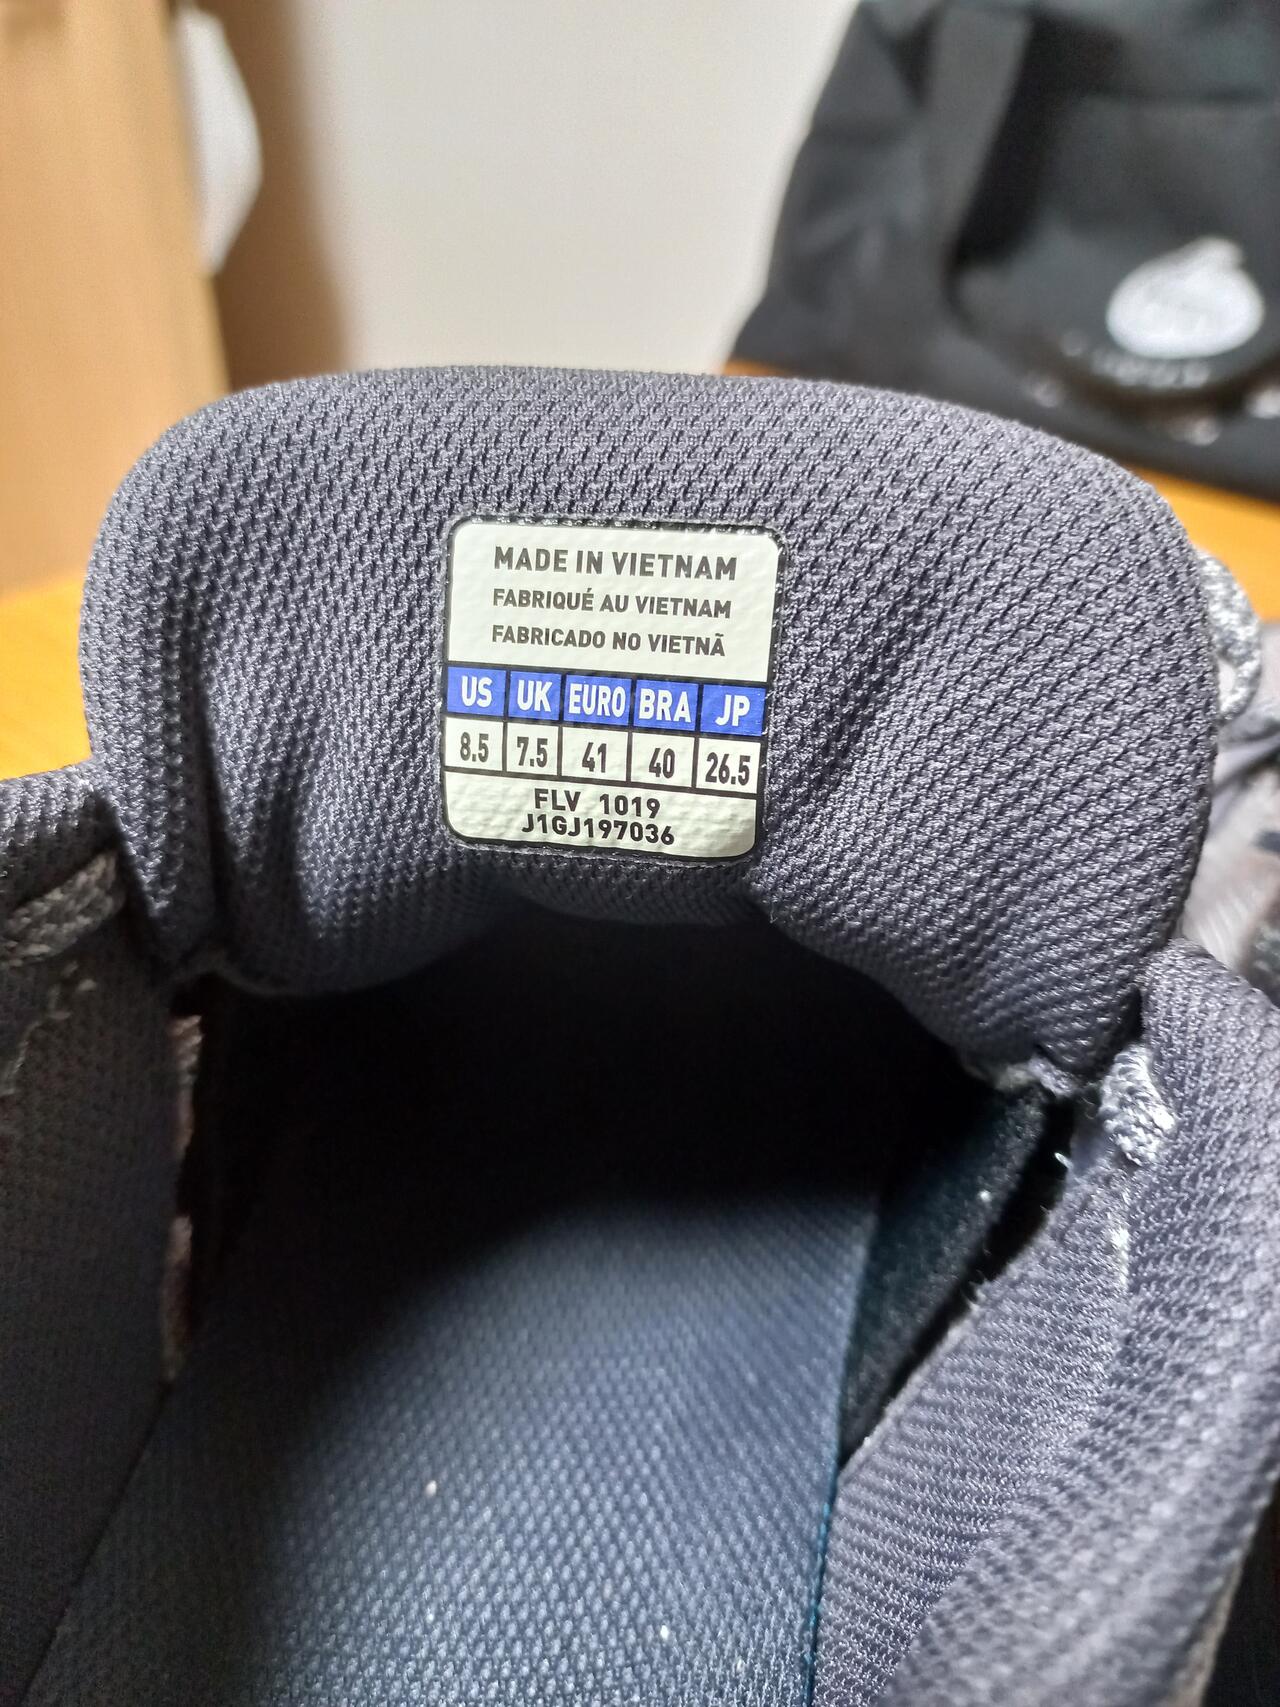 MADE IN VIETNAM
FABRIQUÉ AU VIETNAM
FABRICADO NO VIETNÃ
US UK EURO BRA JP
8.5 7.5 41 40 26.5
FLV 1019
J1GJ197036